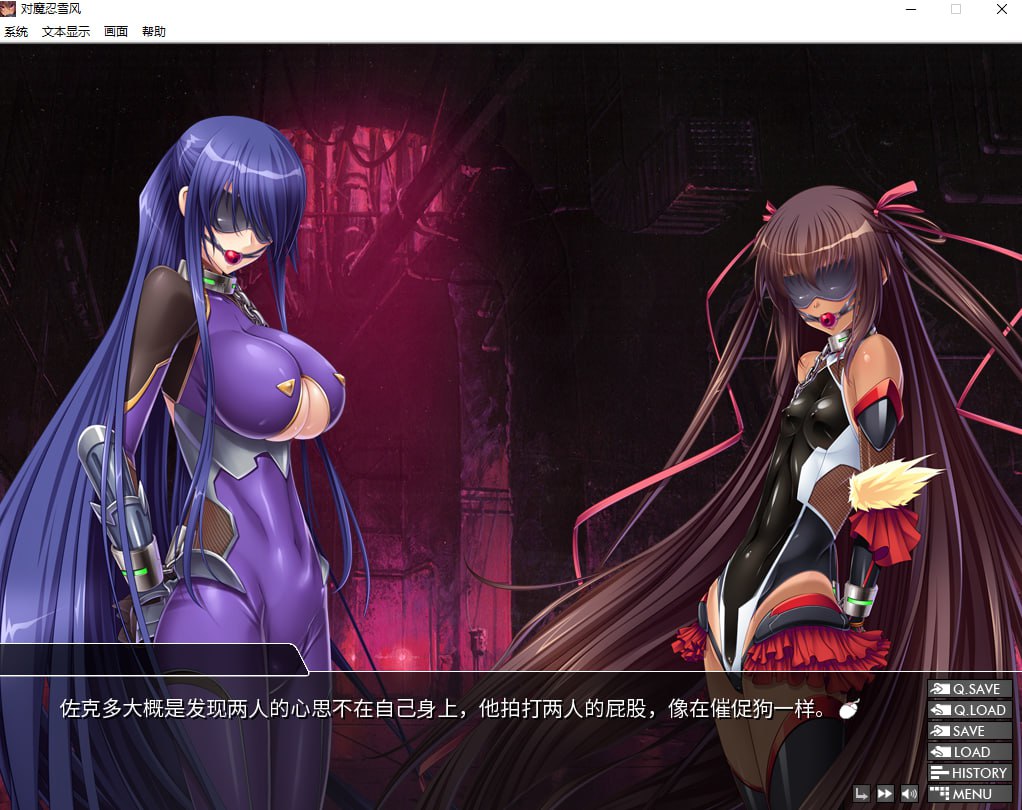 对魔忍雪风
系统 文本显示 画面 帮助
佐克多大概是发现两人的心思不在自己身上，他拍打两人的屁股，像在催促狗一样。
Q.SAVE
Q.LOAD
SAVE
LOAD
HISTORY
MENU